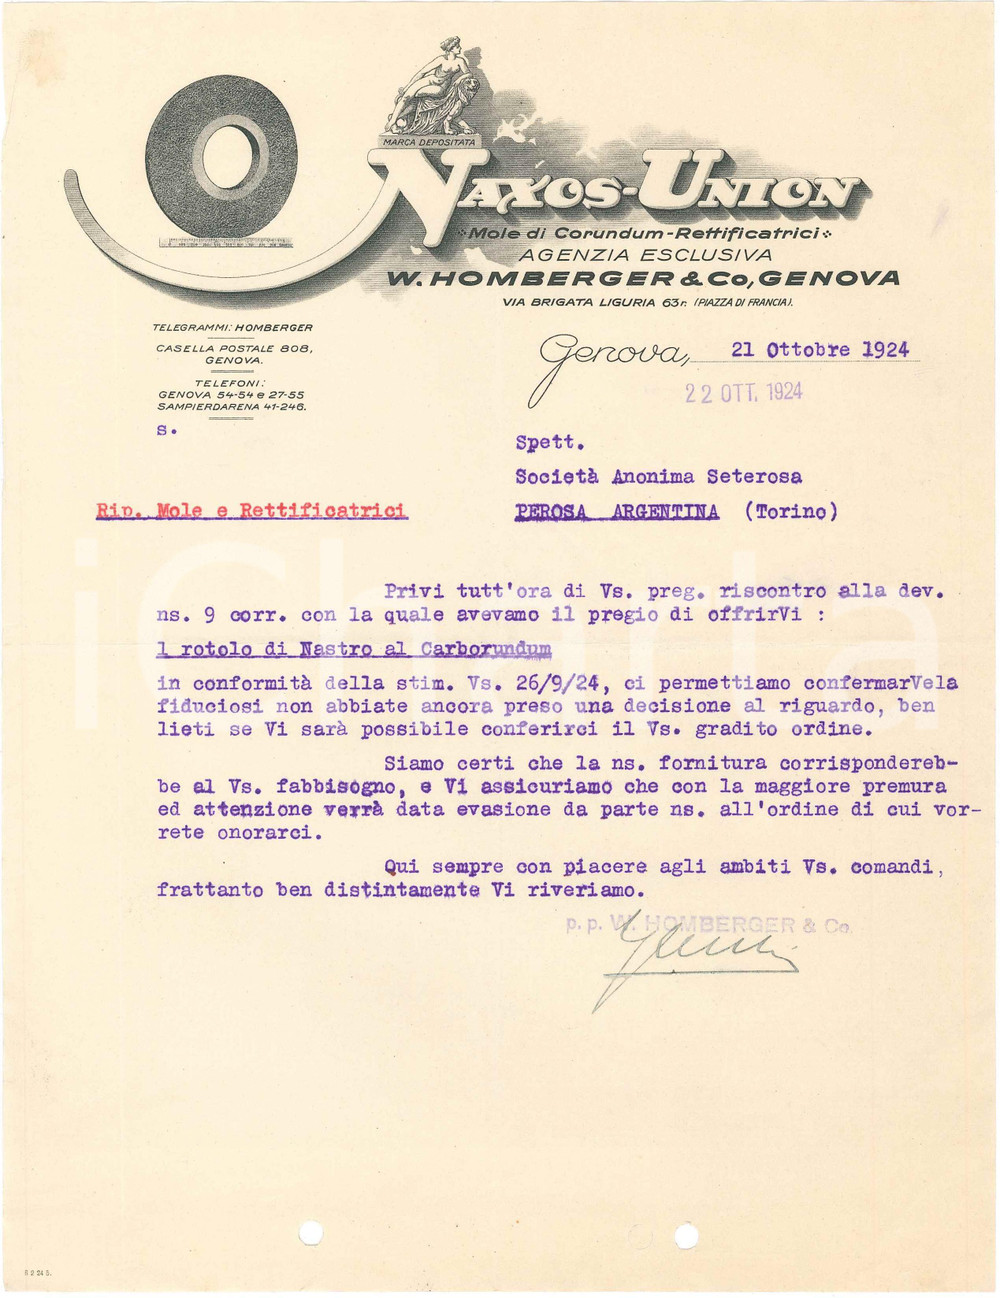 MARCA DEPOSITATA
NAXOS-UNION
Mole di Corundum-Rettificatrici
AGENZIA ESCLUSIVA
W. HOMBERGER & Co, GENOVA
VIA BRIGATA LIGURIA 63r. (PIAZZA DI FRANCIA).
TELEGRAMMI: HOMBERGER
CASELLA POSTALE 808,
GENOVA.
TELEFONI:
GENOVA 54-54 e 27-55
SAMPIERDARENA 41-246.
s.
Genova, 21 Ottobre 1924
22 OTT. 1924
Spett.
Società Anonima Seterosa
PEROSA ARGENTINA (Torino)
Rip. Mole e Rettificatrici
Privi tutt'ora di Vs. preg. riscontro alla dev.
ns. 9 corr. con la quale avevamo il pregio di offrirVi :
1 rotolo di Nastro al Carborundum
in conformità della stim. Vs. 26/9/24, ci permettiamo confermarVela
fiduciosi non abbiate ancora preso una decisione al riguardo, ben
lieti se Vi sarà possibile conferirci il Vs. gradito ordine.
Siamo certi che la ns. fornitura corrispondereb-
be al Vs. fabbisogno, e Vi assicuriamo che con la maggiore premura
ed attenzione verrà data evasione da parte ns. all'ordine di cui vor-
rete onorarci.
Qui sempre con piacere agli ambiti Vs. comandi,
frattanto ben distintamente Vi riveriamo.
p. p. W. HOMBERGER & Co.
iCharta
6 2 24 5.